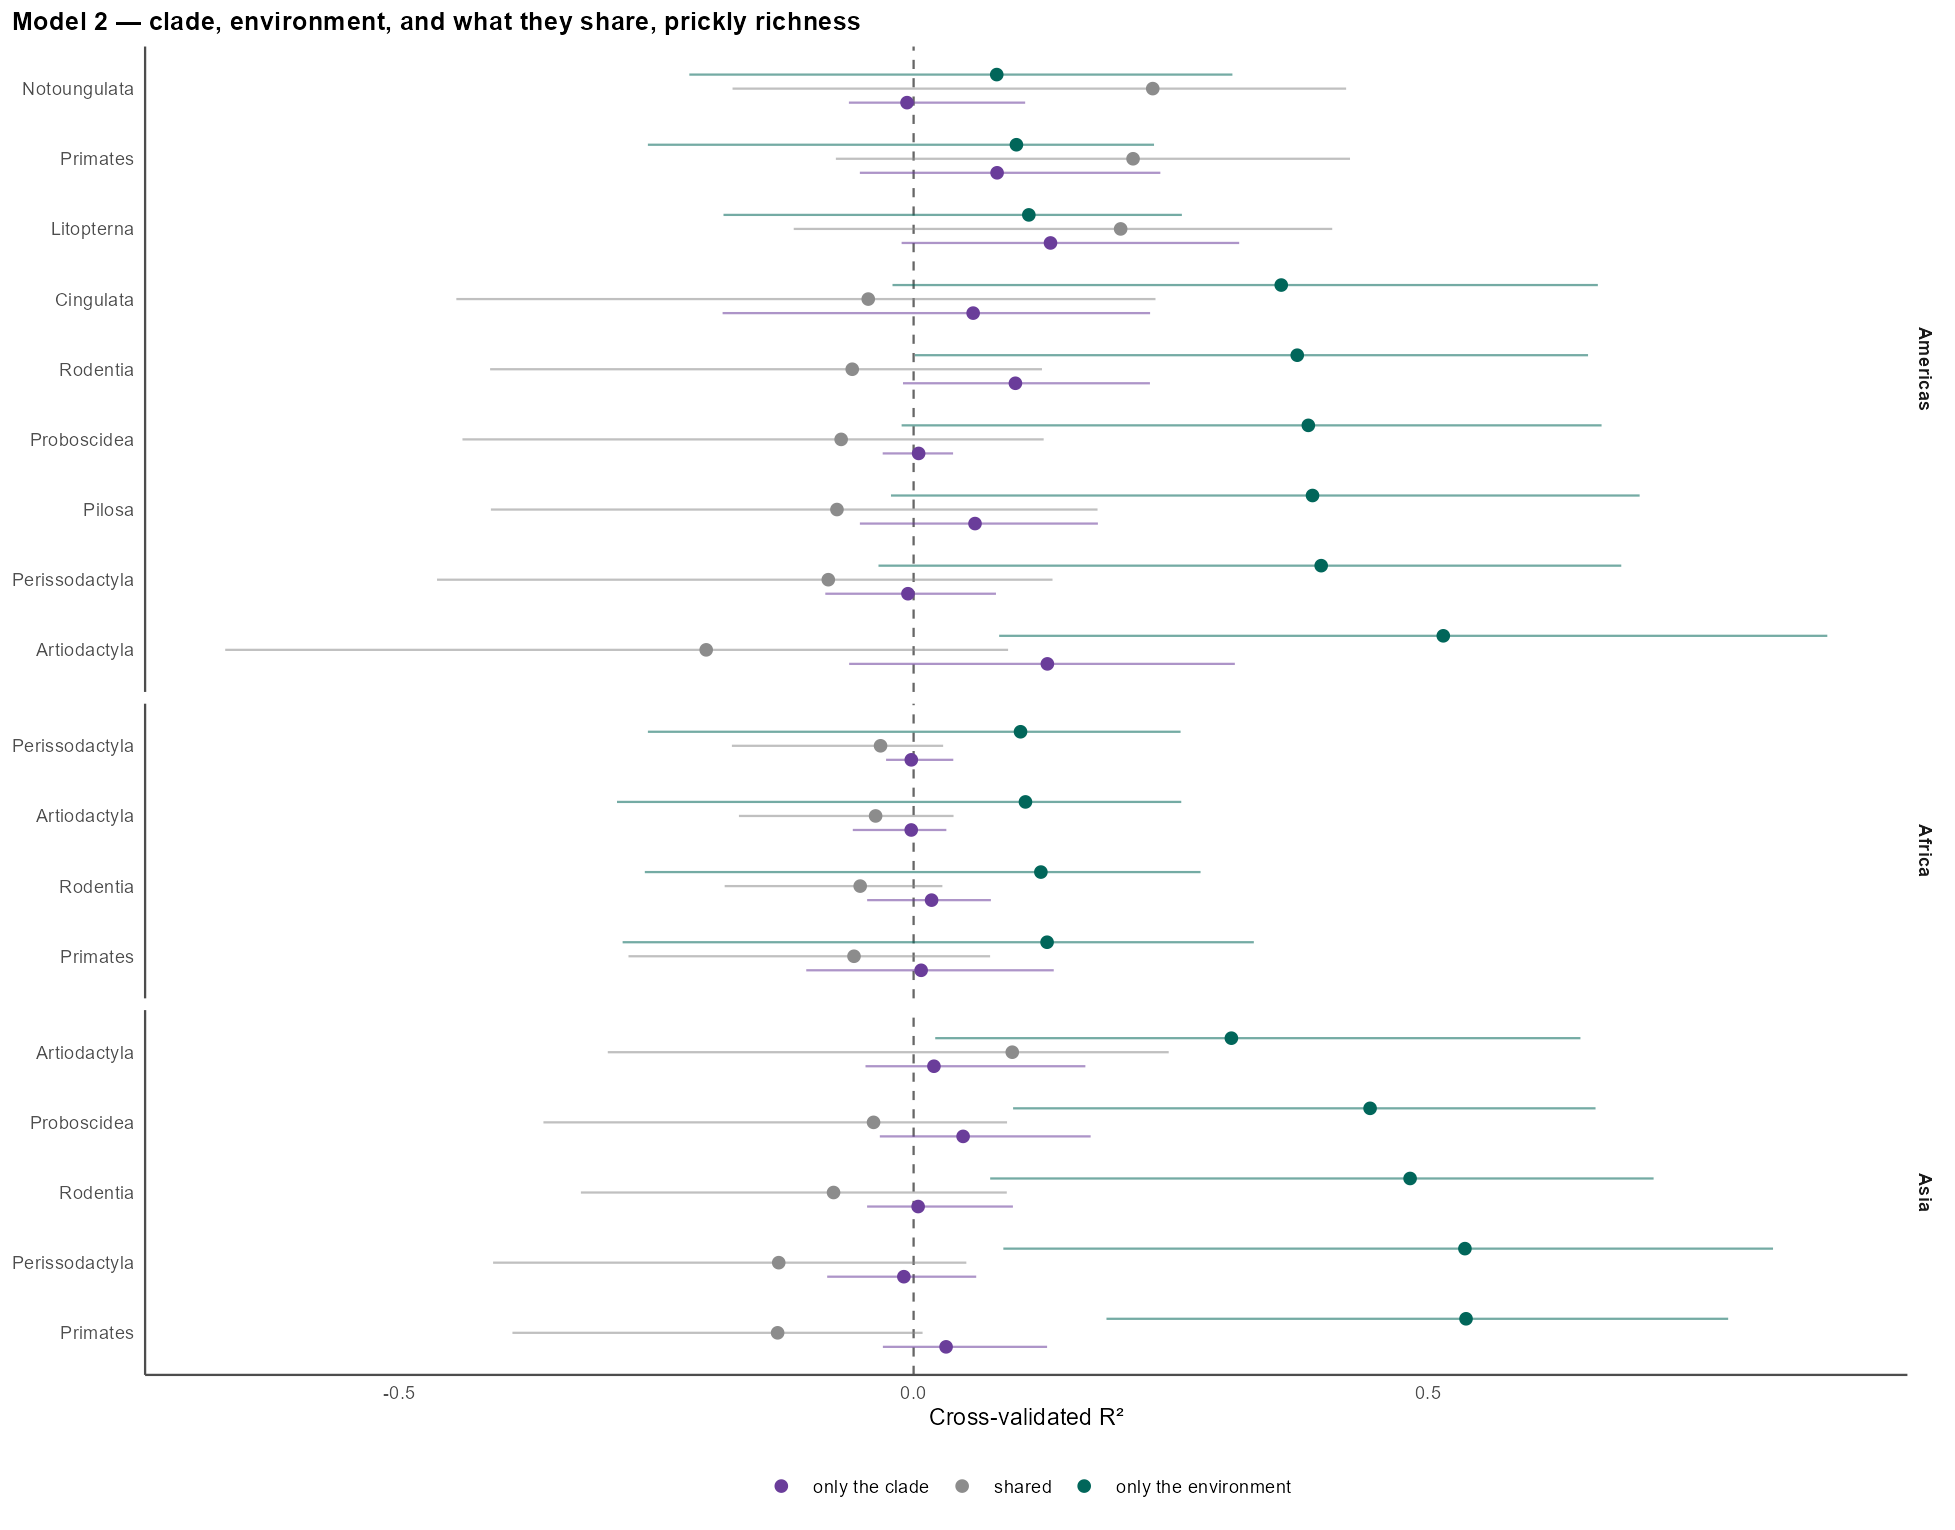 Model 2 — clade, environment, and what they share, prickly richness
Notoungulata
Primates
Litopterna
Cingulata
Rodentia
Proboscidea
Pilosa
Perissodactyla
Artiodactyla
Americas
Perissodactyla
Artiodactyla
Rodentia
Primates
Africa
Artiodactyla
Proboscidea
Rodentia
Perissodactyla
Primates
Asia
-0.5 0.0 0.5
Cross-validated R²
only the clade shared only the environment